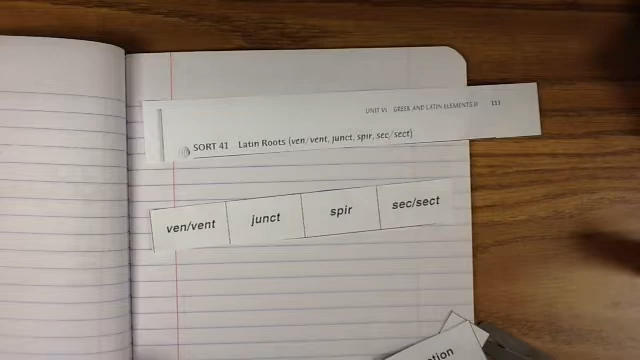 UNIT VI GREEK AND LATIN ELEMENTS II 111
SORT 41 Latin Roots (ven/vent, junct, spir, sec/sect)
ven/vent junct spir sec/sect